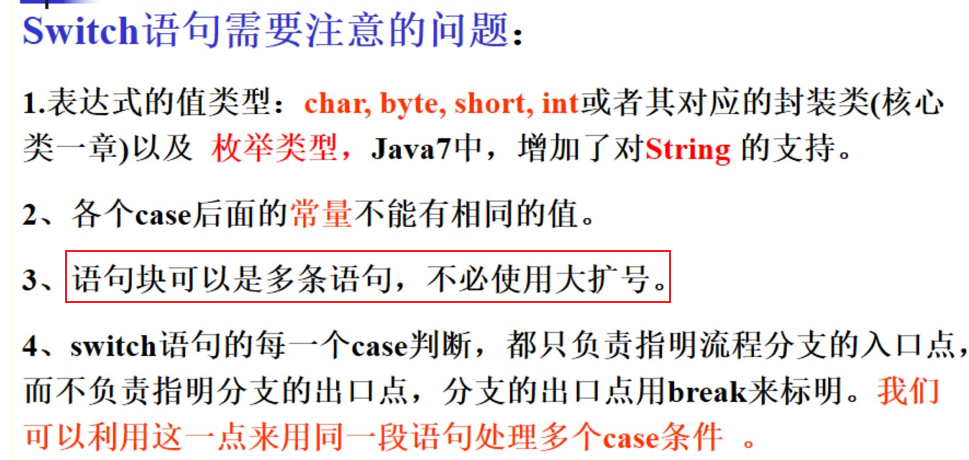 Switch语句需要注意的问题：
1.表达式的值类型：char, byte, short, int或者其对应的封装类(核心
类一章)以及 枚举类型，Java7中，增加了对String 的支持。
2、各个case后面的常量不能有相同的值。
3、语句块可以是多条语句，不必使用大扩号。
4、switch语句的每一个case判断，都只负责指明流程分支的入口点，
而不负责指明分支的出口点，分支的出口点用break来标明。我们
可以利用这一点来用同一段语句处理多个case条件 。